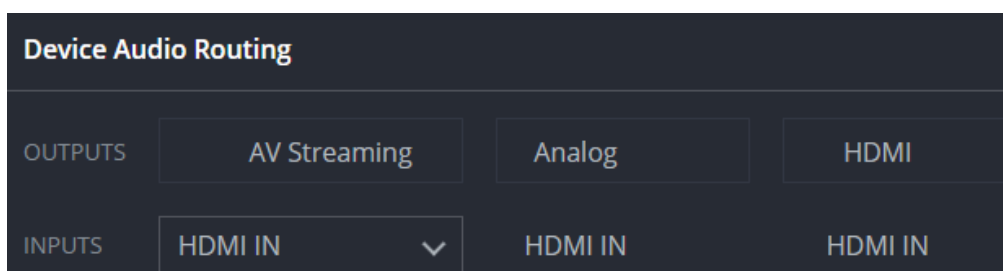 Device Audio Routing
OUTPUTS AV Streaming Analog HDMI
INPUTS HDMI IN HDMI IN HDMI IN